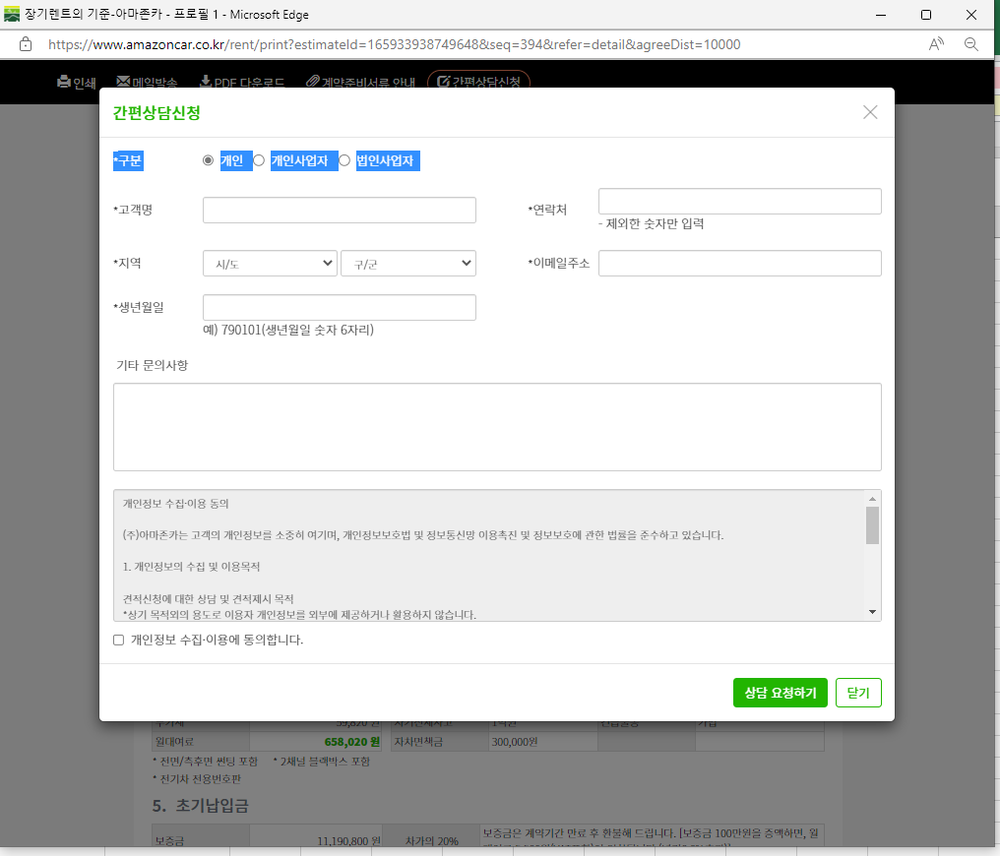 장기렌트의 기준-아마존카 - 프로필 1 - Microsoft Edge
https://www.amazoncar.co.kr/rent/print?estimateId=165933938749648&seq=394&refer=detail&agreeDist=10000
인쇄 메일발송 PDF 다운로드 계약준비서류 안내 간편상담신청
간편상담신청
*구분 개인 개인사업자 법인사업자
*고객명 *연락처
- 제외한 숫자만 입력
*지역 시/도 구/군 *이메일주소
*생년월일
예) 790101(생년월일 숫자 6자리)
기타 문의사항
개인정보 수집·이용 동의
(주)아마존카는 고객의 개인정보를 소중히 여기며, 개인정보보호법 및 정보통신망 이용촉진 및 정보보호에 관한 법률을 준수하고 있습니다.
1. 개인정보의 수집 및 이용목적
견적신청에 대한 상담 및 견적제시 목적
*상기 목적외의 용도로 이용자 개인정보를 외부에 제공하거나 활용하지 않습니다.
개인정보 수집·이용에 동의합니다.
상담 요청하기 닫기
월대여료 658,020 원 자차면책금 300,000원
* 전면/측후면 썬팅 포함 * 2채널 블랙박스 포함
* 전기차 전용번호판
5. 초기납입금
보증금 11,190,800 원 차가의 20% 보증금은 계약기간 만료 후 환불해 드립니다. [보증금 100만원을 증액하면, 월